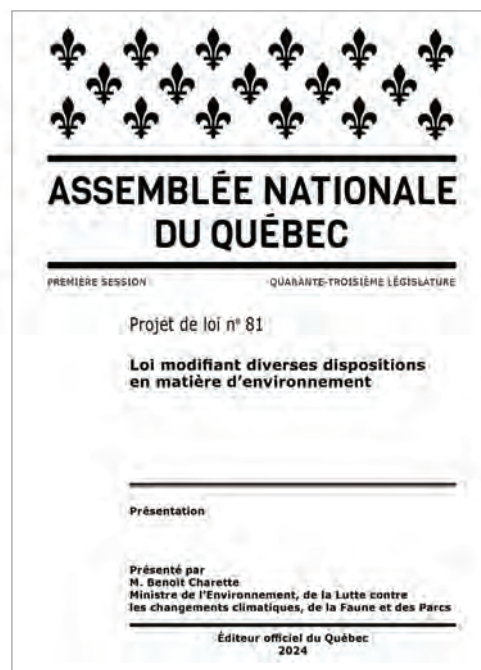 ASSEMBLÉE NATIONALE
DU QUÉBEC
PREMIÈRE SESSION QUARANTE-TROISIÈME LÉGISLATURE
Projet de loi nº 81
Loi modifiant diverses dispositions
en matière d’environnement
Présentation
Présenté par
M. Benoit Charette
Ministre de l’Environnement, de la Lutte contre
les changements climatiques, de la Faune et des Parcs
Éditeur officiel du Québec
2024